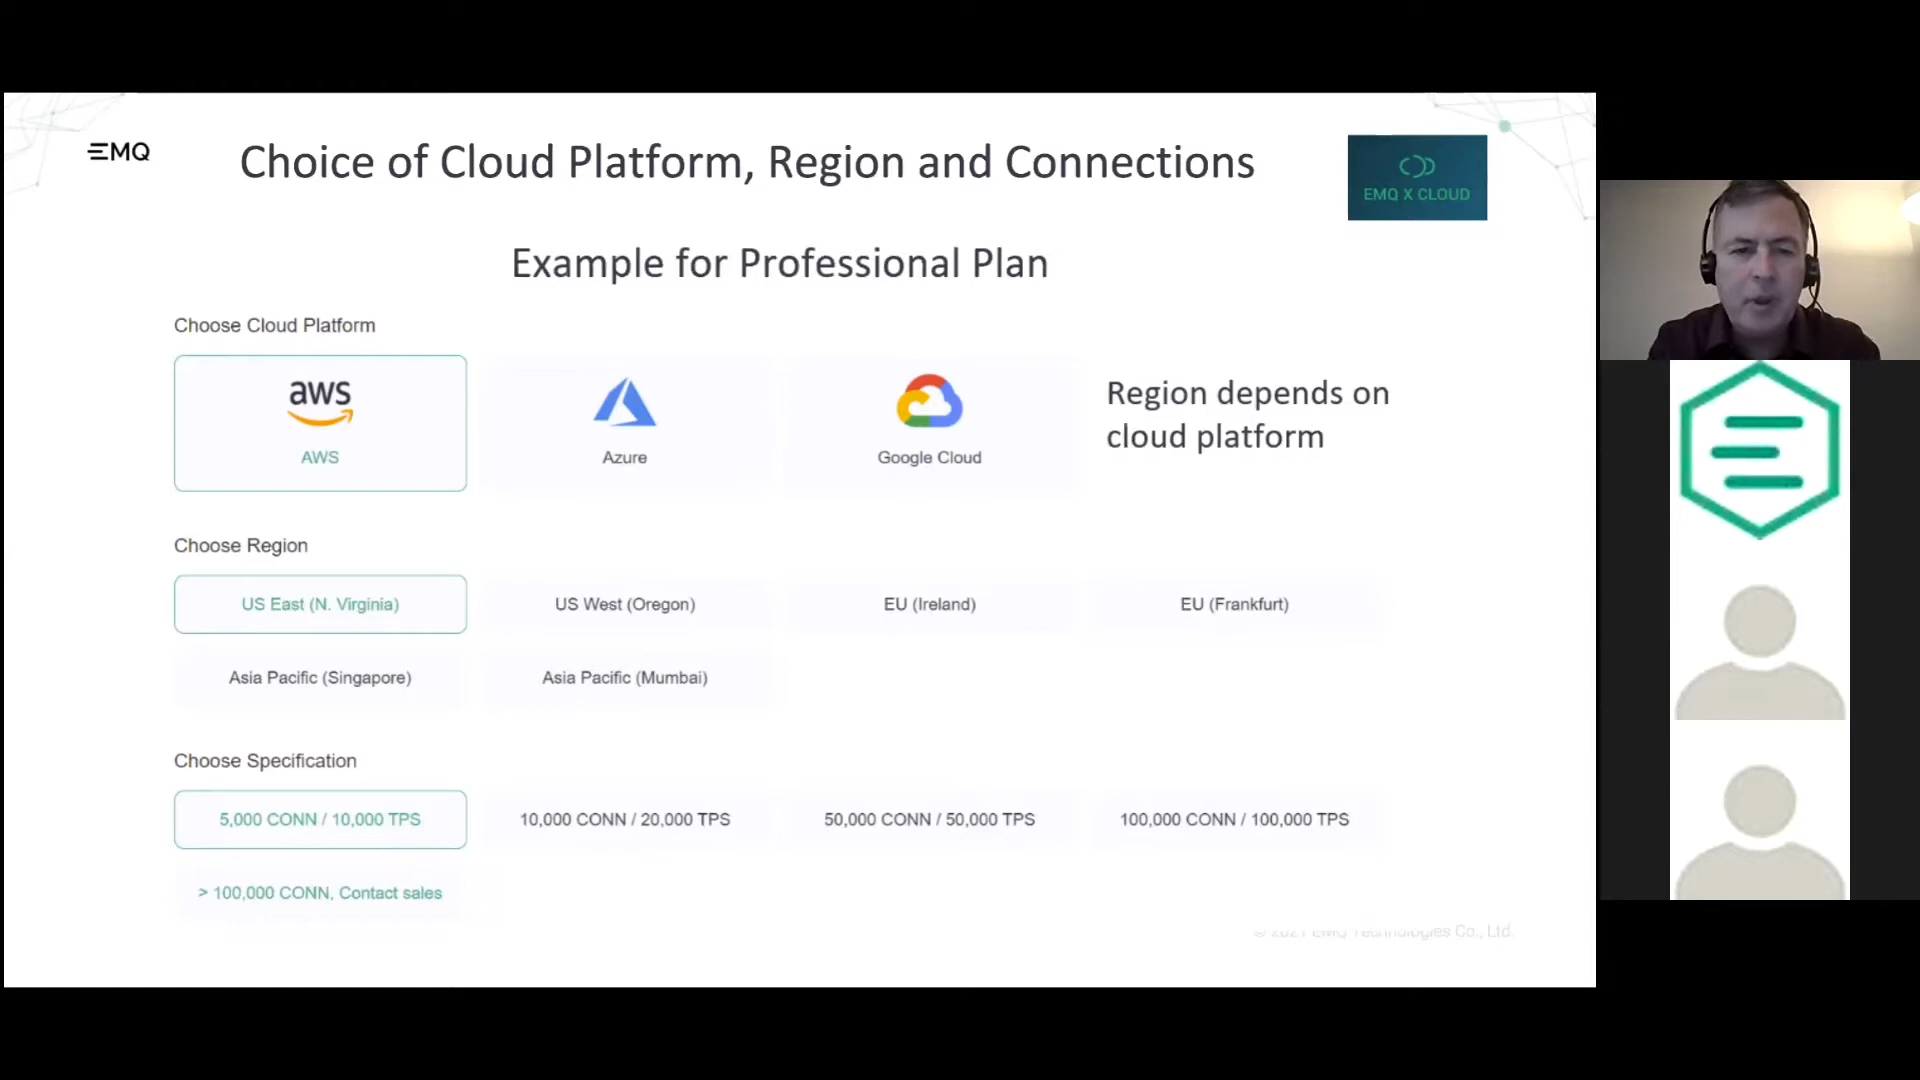 EMQ
Choice of Cloud Platform, Region and Connections
EMQ X CLOUD
Example for Professional Plan
Choose Cloud Platform
aws
AWS
Azure
Google Cloud
Region depends on
cloud platform
Choose Region
US East (N. Virginia)
US West (Oregon)
EU (Ireland)
EU (Frankfurt)
Asia Pacific (Singapore)
Asia Pacific (Mumbai)
Choose Specification
5,000 CONN / 10,000 TPS
10,000 CONN / 20,000 TPS
50,000 CONN / 50,000 TPS
100,000 CONN / 100,000 TPS
> 100,000 CONN, Contact sales
© 2021 EMQ Technologies Co., Ltd.